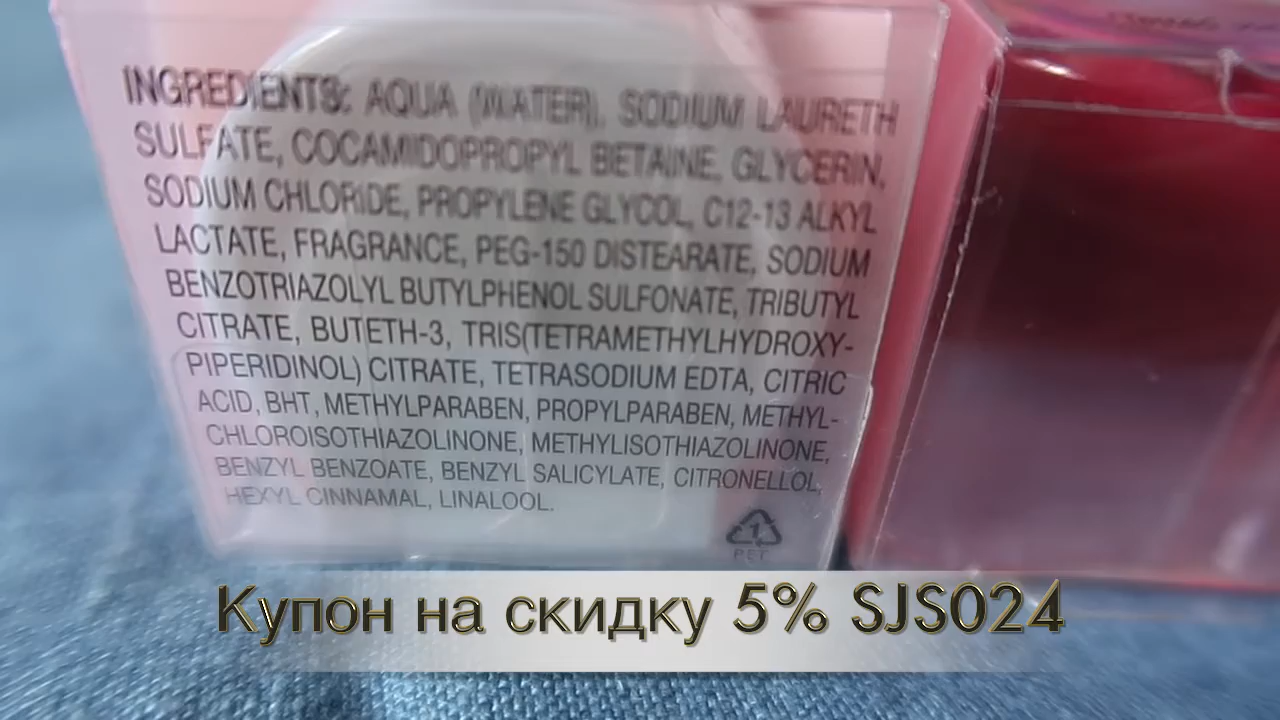 INGREDIENTS: AQUA (WATER), SODIUM LAURETH
SULFATE, COCAMIDOPROPYL BETAINE, GLYCERIN,
SODIUM CHLORIDE, PROPYLENE GLYCOL, C12-13 ALKYL
LACTATE, FRAGRANCE, PEG-150 DISTEARATE, SODIUM
BENZOTRIAZOLYL BUTYLPHENOL SULFONATE, TRIBUTYL
CITRATE, BUTETH-3, TRIS(TETRAMETHYLHYDROXY-
PIPERIDINOL) CITRATE, TETRASODIUM EDTA, CITRIC
ACID, BHT, METHYLPARABEN, PROPYLPARABEN, METHYL-
CHLOROISOTHIAZOLINONE, METHYLISOTHIAZOLINONE,
BENZYL BENZOATE, BENZYL SALICYLATE, CITRONELLOL,
HEXYL CINNAMAL, LINALOOL.
1
PET
Купон на скидку 5% SJS024